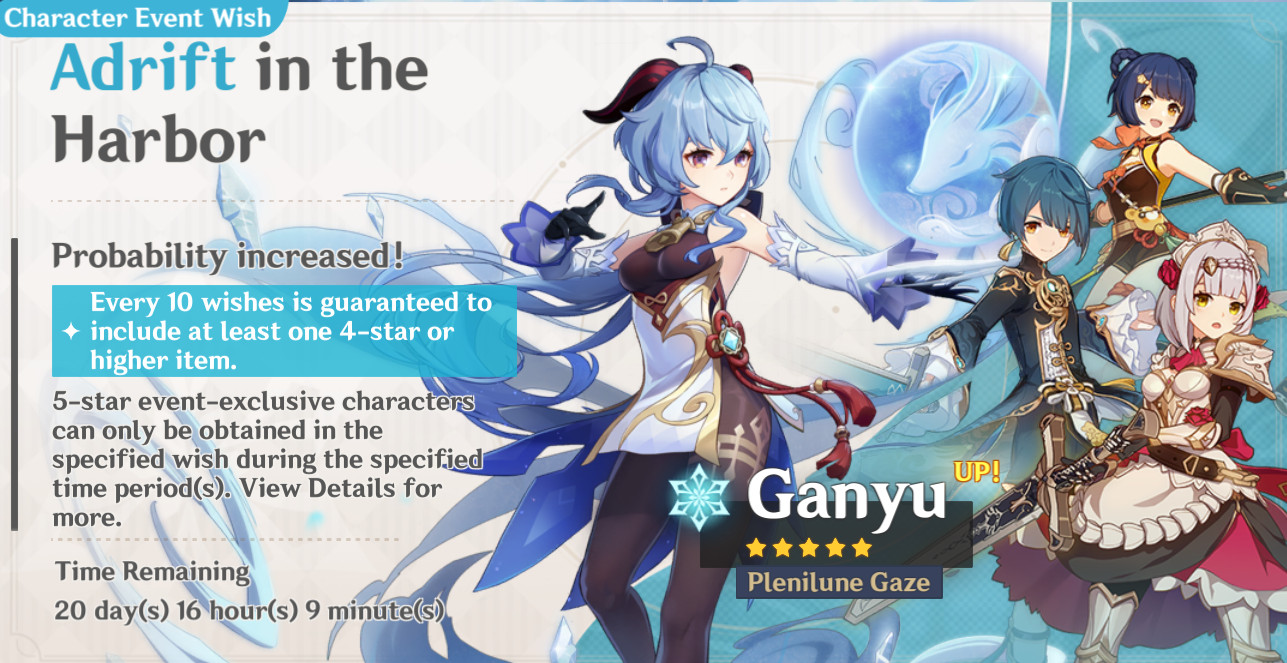 Character Event Wish
Adrift in the
Harbor
Probability increased!
Every 10 wishes is guaranteed to
include at least one 4-star or
higher item.
5-star event-exclusive characters
can only be obtained in the
specified wish during the specified
time period(s). View Details for
more.
Time Remaining
20 day(s) 16 hour(s) 9 minute(s)
UP!
Ganyu
Plenilune Gaze